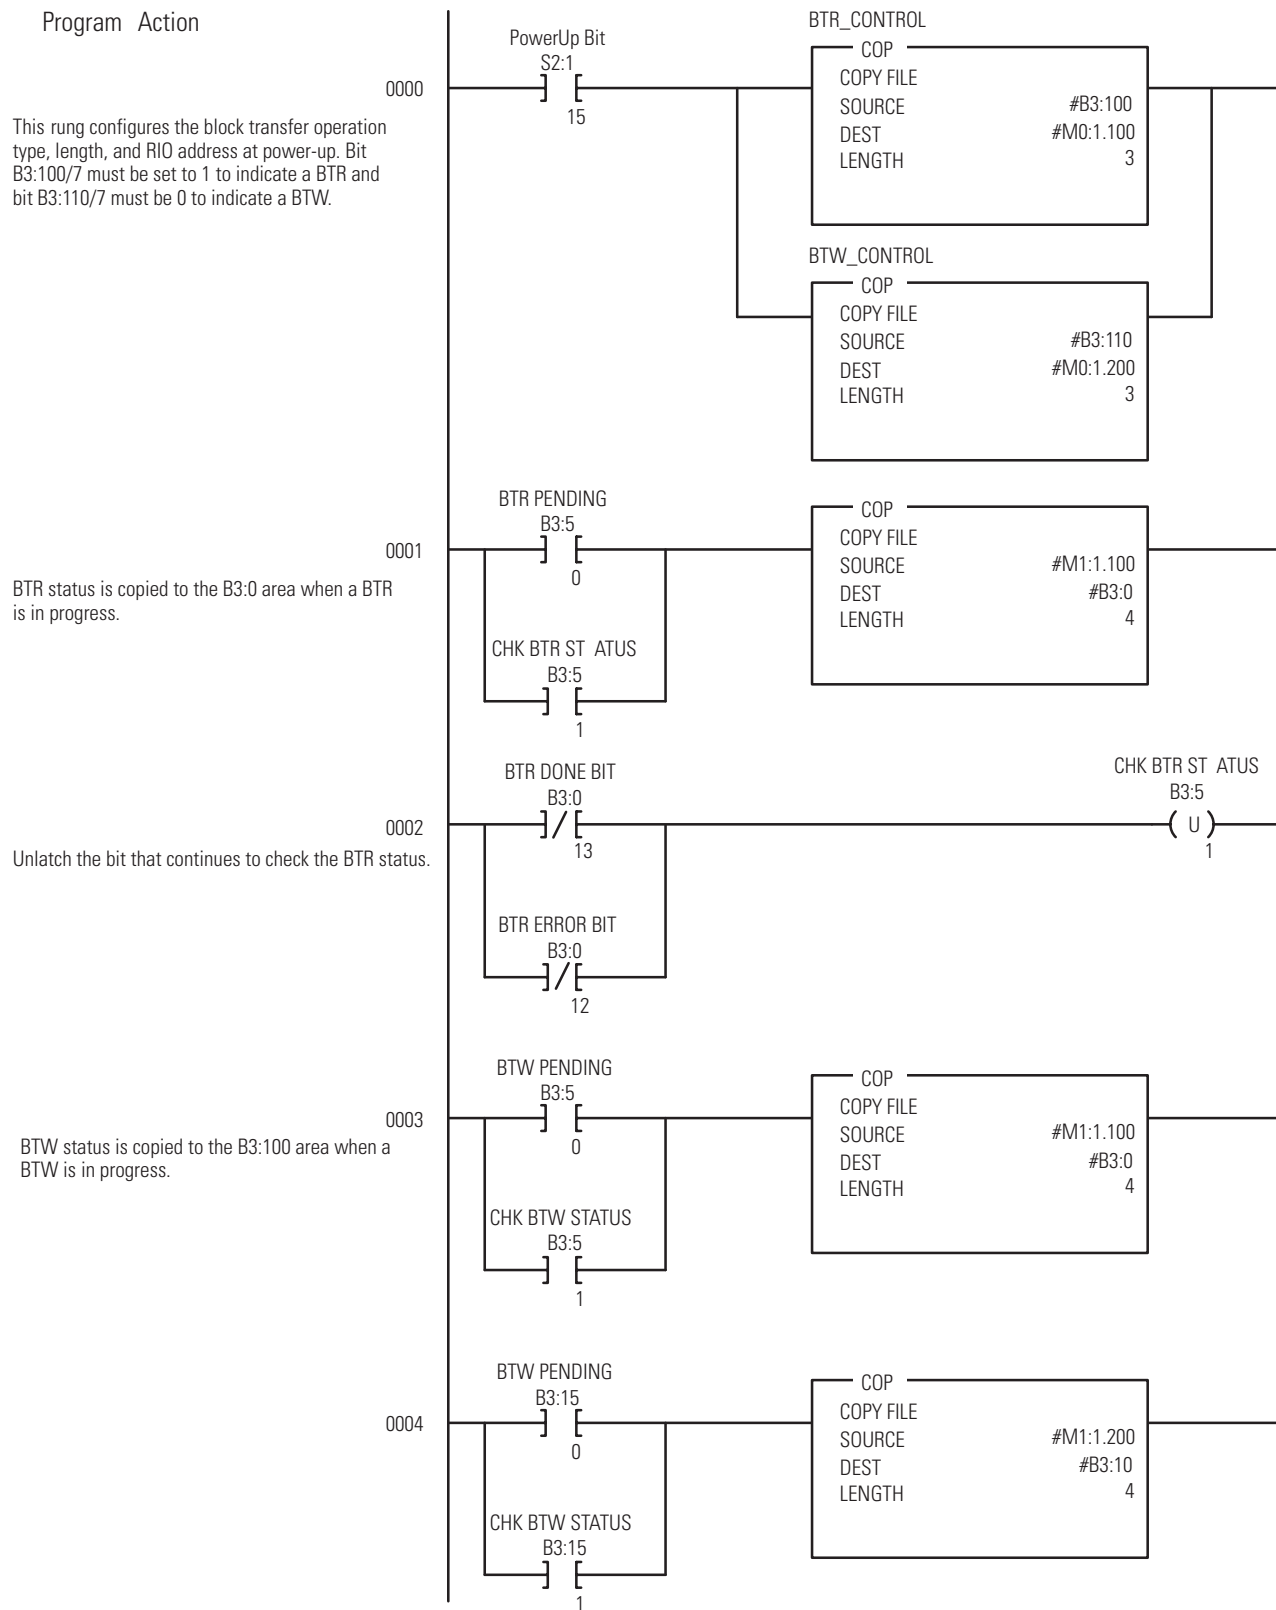 Program Action
PowerUp Bit
S2:1
15
0000
This rung configures the block transfer operation
type, length, and RIO address at power-up. Bit
B3:100/7 must be set to 1 to indicate a BTR and
bit B3:110/7 must be 0 to indicate a BTW.
BTR_CONTROL
COP
COPY FILE
SOURCE #B3:100
DEST #M0:1.100
LENGTH 3
BTW_CONTROL
COP
COPY FILE
SOURCE #B3:110
DEST #M0:1.200
LENGTH 3
BTR PENDING
B3:5
0
0001
BTR status is copied to the B3:0 area when a BTR
is in progress.
CHK BTR ST ATUS
B3:5
1
COP
COPY FILE
SOURCE #M1:1.100
DEST #B3:0
LENGTH 4
BTR DONE BIT
B3:0
13
0002
Unlatch the bit that continues to check the BTR status.
BTR ERROR BIT
B3:0
12
CHK BTR ST ATUS
B3:5
U
1
BTW PENDING
B3:5
0
0003
BTW status is copied to the B3:100 area when a
BTW is in progress.
CHK BTW STATUS
B3:5
1
COP
COPY FILE
SOURCE #M1:1.100
DEST #B3:0
LENGTH 4
BTW PENDING
B3:15
0
0004
CHK BTW STATUS
B3:15
1
COP
COPY FILE
SOURCE #M1:1.200
DEST #B3:10
LENGTH 4